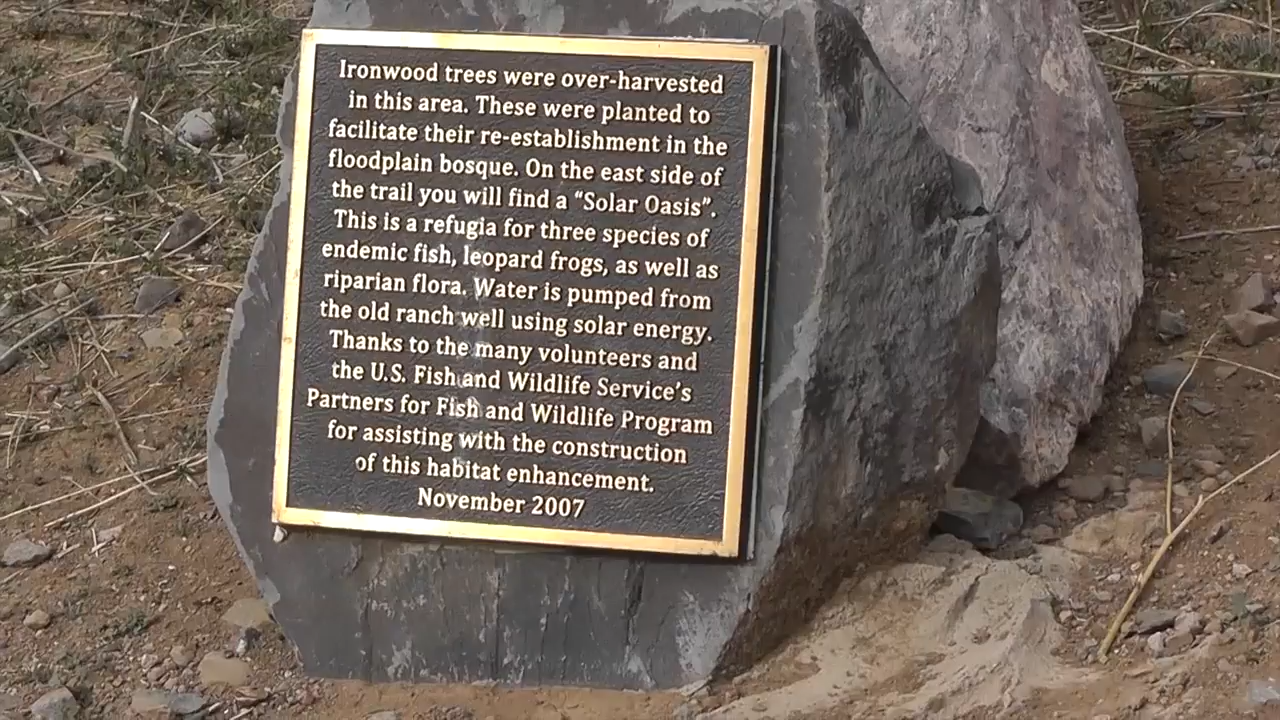 Ironwood trees were over-harvested
in this area. These were planted to
facilitate their re-establishment in the
floodplain bosque. On the east side of
the trail you will find a “Solar Oasis”.
This is a refugia for three species of
endemic fish, leopard frogs, as well as
riparian flora. Water is pumped from
the old ranch well using solar energy.
Thanks to the many volunteers and
the U.S. Fish and Wildlife Service’s
Partners for Fish and Wildlife Program
for assisting with the construction
of this habitat enhancement.
November 2007